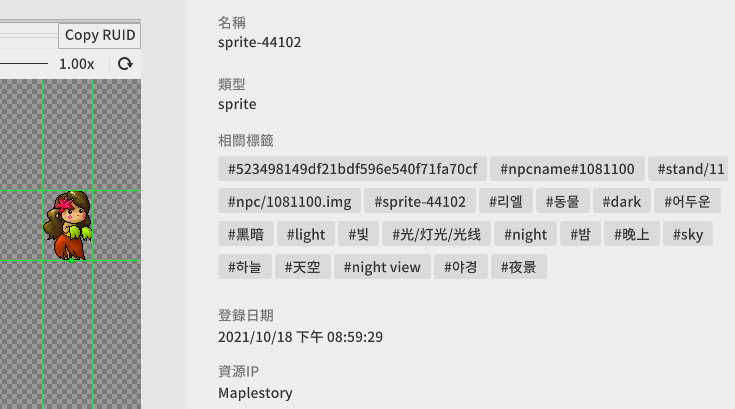 Copy RUID
1.00x
名稱
sprite-44102
類型
sprite
相關標籤
#523498149df21bdf596e540f71fa70cf #npcname#1081100 #stand/11
#npc/1081100.img #sprite-44102 #리엘 #동물 #dark #어두운
#黑暗 #light #빛 #光/灯光/光线 #night #밤 #晚上 #sky
#하늘 #天空 #night view #야경 #夜景
登錄日期
2021/10/18 下午 08:59:29
資源IP
Maplestory